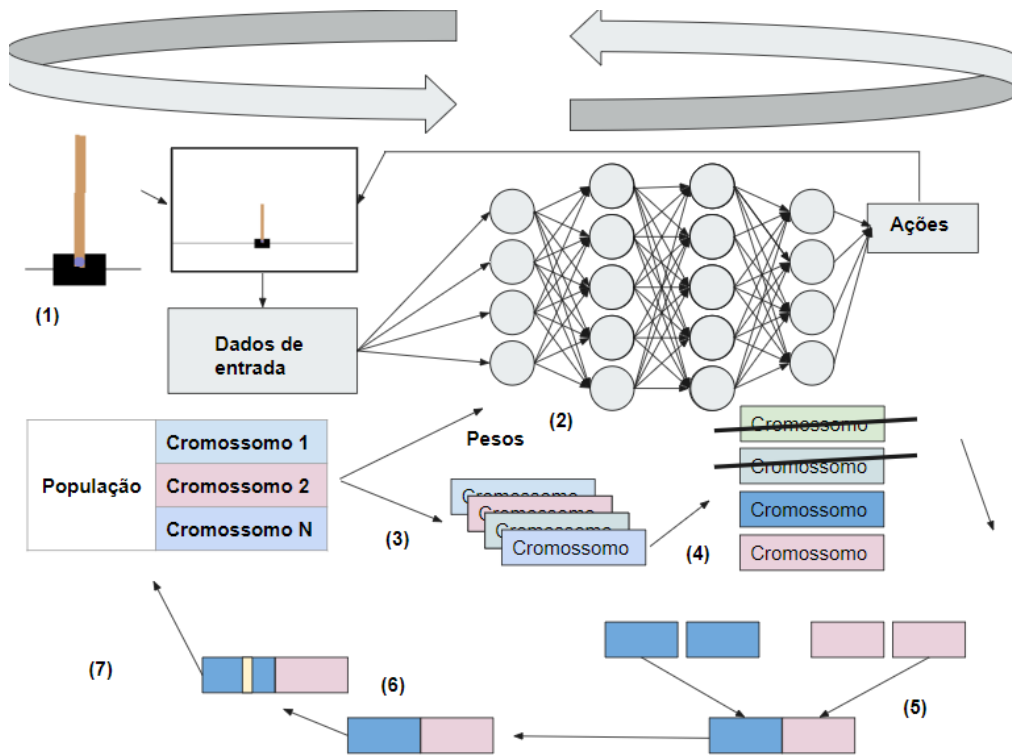 (1)
Dados de
entrada
Ações
(2)
Pesos
População
Cromossomo 1
Cromossomo 2
Cromossomo N
(3)
Cromossomo
Cromossomo
Cromossomo
Cromossomo
(4)
Cromossomo
Cromossomo
Cromossomo
Cromossomo
(5)
(6)
(7)